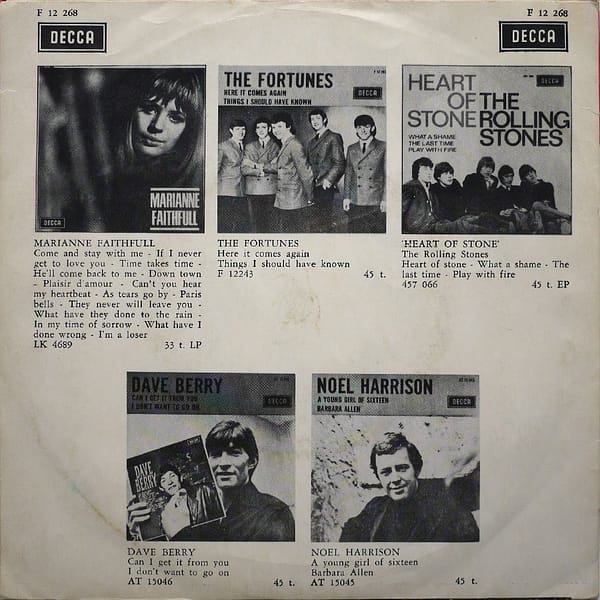 F 12 268
F 12 268
DECCA
DECCA
MARIANNE
FAITHFULL
DECCA
THE FORTUNES
HERE IT COMES AGAIN
THINGS I SHOULD HAVE KNOWN
DECCA
HEART
OF THE
STONE ROLLING
STONES
WHAT A SHAME
THE LAST TIME
PLAY WITH FIRE
DECCA
MARIANNE FAITHFULL
Come and stay with me - If I never
get to love you - Time takes time -
He'll come back to me - Down town
- Plaisir d'amour - Can't you hear
my heartbeat - As tears go by - Paris
bells - They never will leave you -
What have they done to the rain -
In my time of sorrow - What have I
done wrong - I'm a loser
LK 4689 33 t. LP
THE FORTUNES
Here it comes again
Things I should have known
F 12243 45 t.
'HEART OF STONE'
The Rolling Stones
Heart of stone - What a shame - The
last time - Play with fire
457 066 45 t. EP
DAVE BERRY
CAN I GET IT FROM YOU
I DON'T WANT TO GO ON
DECCA
DAVE
BERRY
NOEL HARRISON
A YOUNG GIRL OF SIXTEEN
BARBARA ALLEN
DECCA
DAVE BERRY
Can I get it from you
I don't want to go on
AT 15046 45 t.
NOEL HARRISON
A young girl of sixteen
Barbara Allen
AT 15045 45 t.